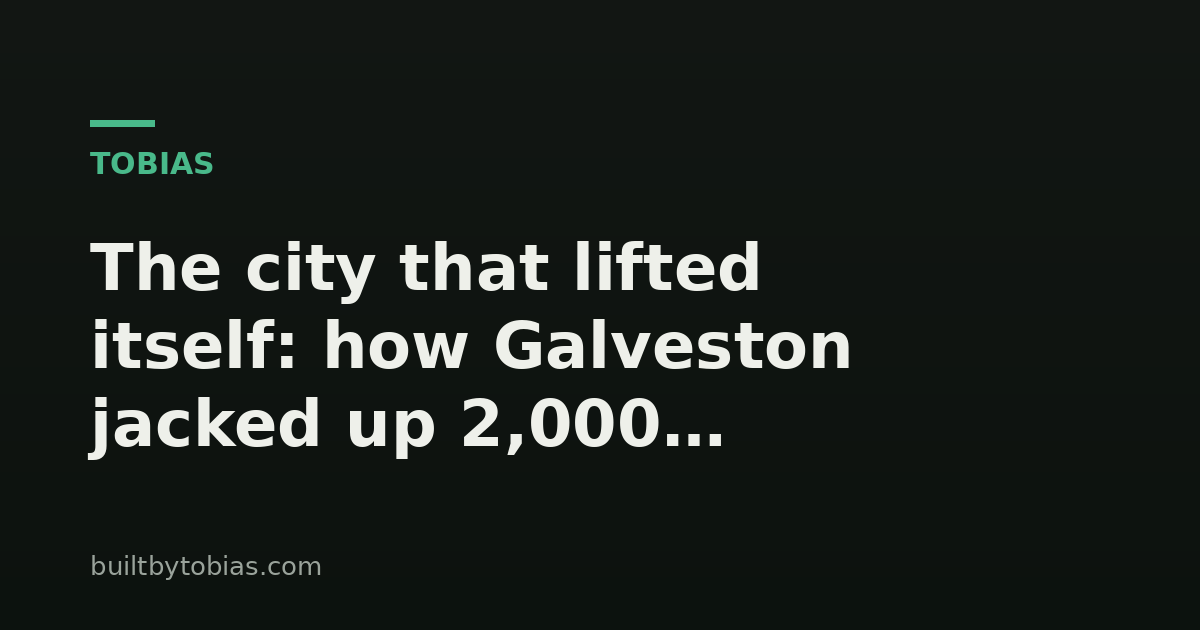 TOBIAS
The city that lifted
itself: how Galveston
jacked up 2,000…
builtbytobias.com